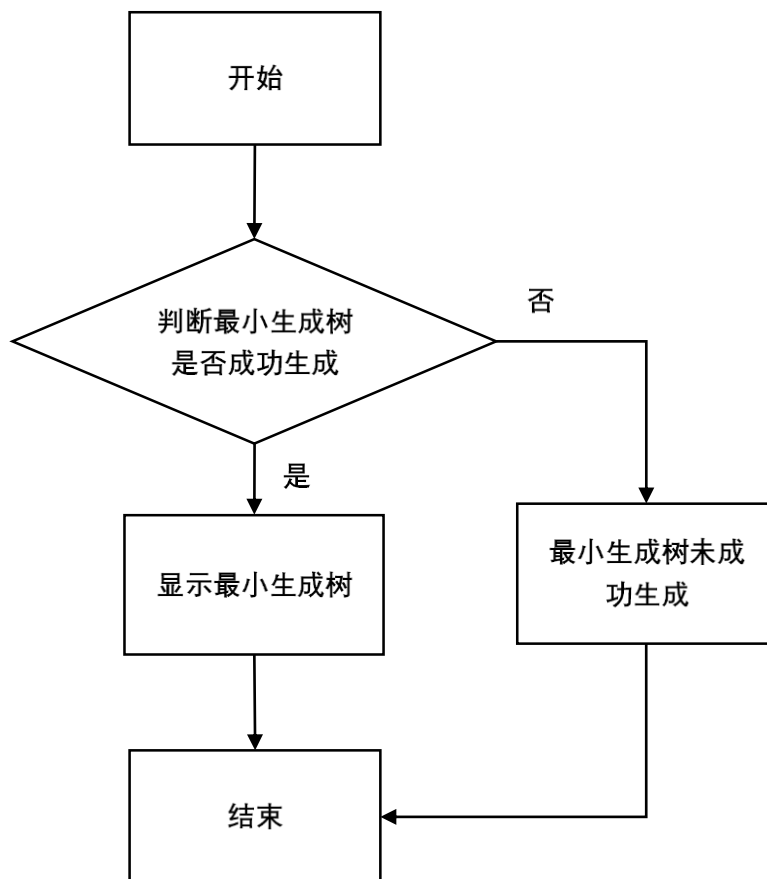 开始
判断最小生成树
是否成功生成
否
是
显示最小生成树
最小生成树未成
功生成
结束